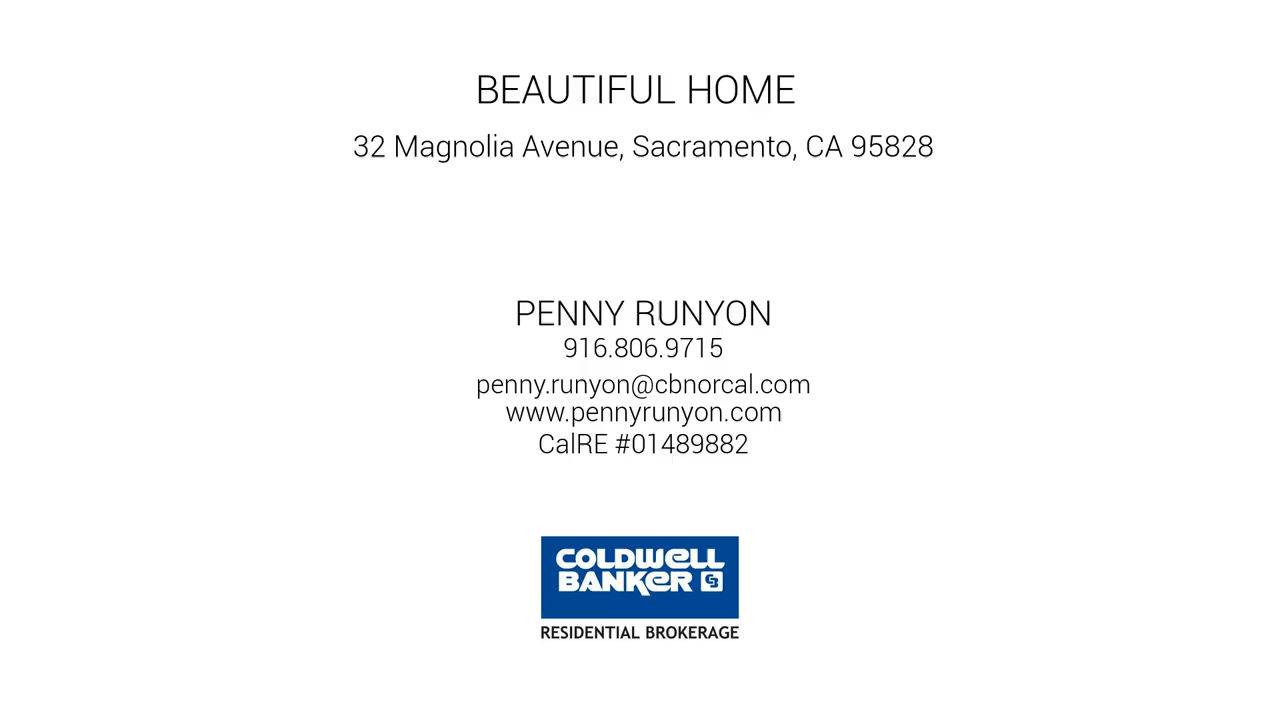 BEAUTIFUL HOME
32 Magnolia Avenue, Sacramento, CA 95828
PENNY RUNYON
916.806.9715
penny.runyon@cbnorcal.com
www.pennyrunyon.com
CalRE #01489882
COLDWELL
BANKER CB
RESIDENTIAL BROKERAGE